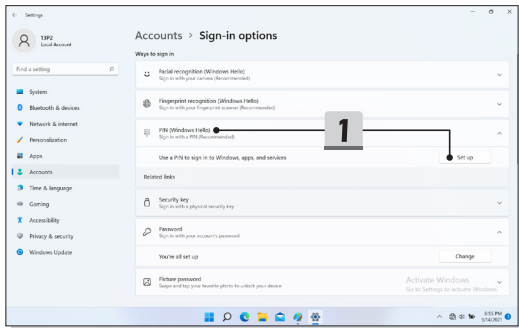 Settings
13P2
Local Account
Find a setting
System
Bluetooth & devices
Network & internet
Personalization
Apps
Accounts
Time & language
Gaming
Accessibility
Privacy & security
Windows Update
Accounts > Sign-in options
Ways to sign in
Facial recognition (Windows Hello)
Sign in with your camera (Recommended)
Fingerprint recognition (Windows Hello)
Sign in with your fingerprint scanner (Recommended)
PIN (Windows Hello)
Sign in with a PIN (Recommended)
1
Use a PIN to sign in to Windows, apps, and services
Set up
Related links
Security key
Sign in with a physical security key
Password
Sign in with your account's password
You're all set up
Change
Picture password
Swipe and tap your favorite photo to unlock your device
Activate Windows
Go to Settings to activate Windows.
6:55 PM
9/14/2021